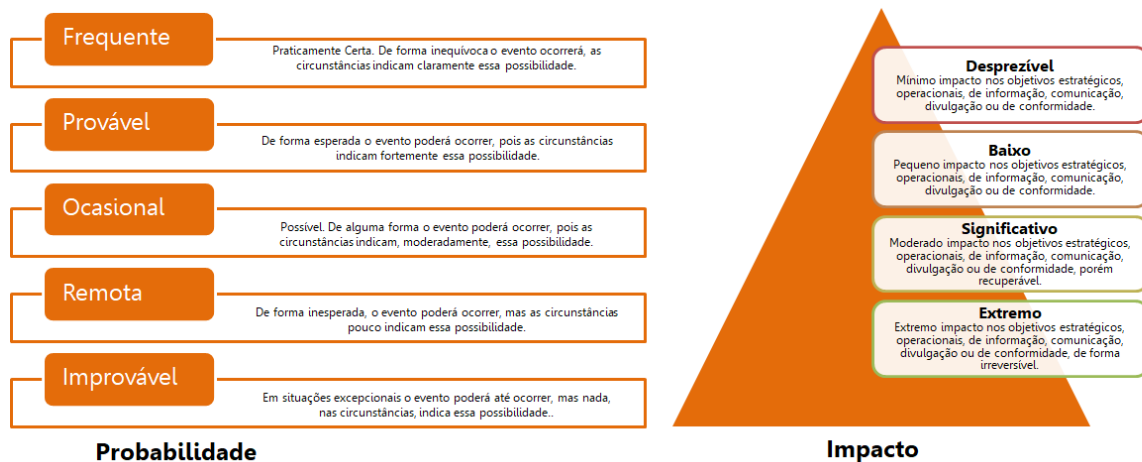 Frequente
Praticamente Certa. De forma inequívoca o evento ocorrerá, as
circunstâncias indicam claramente essa possibilidade.
Provável
De forma esperada o evento poderá ocorrer, pois as circunstâncias
indicam fortemente essa possibilidade.
Ocasional
Possível. De alguma forma o evento poderá ocorrer, pois as
circunstâncias indicam, moderadamente, essa possibilidade.
Remota
De forma inesperada, o evento poderá ocorrer, mas as circunstâncias
pouco indicam essa possibilidade.
Improvável
Em situações excepcionais o evento poderá até ocorrer, mas nada,
nas circunstâncias, indica essa possibilidade..
Probabilidade
Desprezível
Mínimo impacto nos objetivos estratégicos,
operacionais, de informação, comunicação,
divulgação ou de conformidade.
Baixo
Pequeno impacto nos objetivos estratégicos,
operacionais, de informação, comunicação,
divulgação ou de conformidade.
Significativo
Moderado impacto nos objetivos estratégicos,
operacionais, de informação, comunicação,
divulgação ou de conformidade, porém
recuperável.
Extremo
Extremo impacto nos objetivos estratégicos,
operacionais, de informação, comunicação,
divulgação ou de conformidade, de forma
irreversível.
Impacto